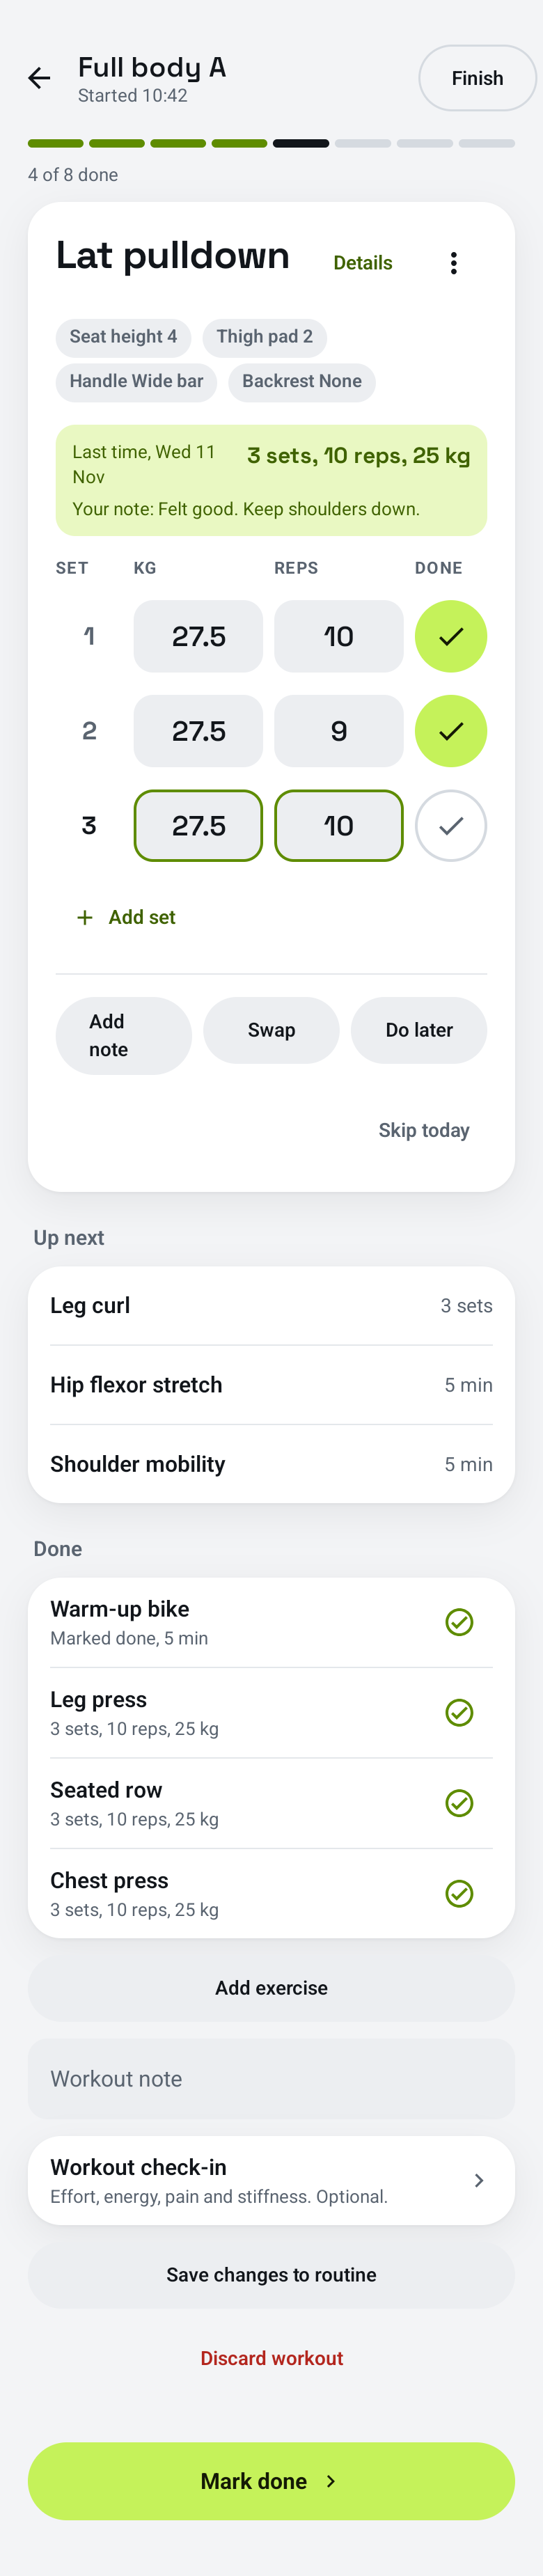 Full body A
Started 10:42
Finish
4 of 8 done
Lat pulldown
Details
Seat height 4
Thigh pad 2
Handle Wide bar
Backrest None
Last time, Wed 11
Nov
3 sets, 10 reps, 25 kg
Your note: Felt good. Keep shoulders down.
SET KG REPS DONE
1 27.5 10
2 27.5 9
3 27.5 10
Add set
Add
note
Swap
Do later
Skip today
Up next
Leg curl 3 sets
Hip flexor stretch 5 min
Shoulder mobility 5 min
Done
Warm-up bike
Marked done, 5 min
Leg press
3 sets, 10 reps, 25 kg
Seated row
3 sets, 10 reps, 25 kg
Chest press
3 sets, 10 reps, 25 kg
Add exercise
Workout note
Workout check-in
Effort, energy, pain and stiffness. Optional.
Save changes to routine
Discard workout
Mark done